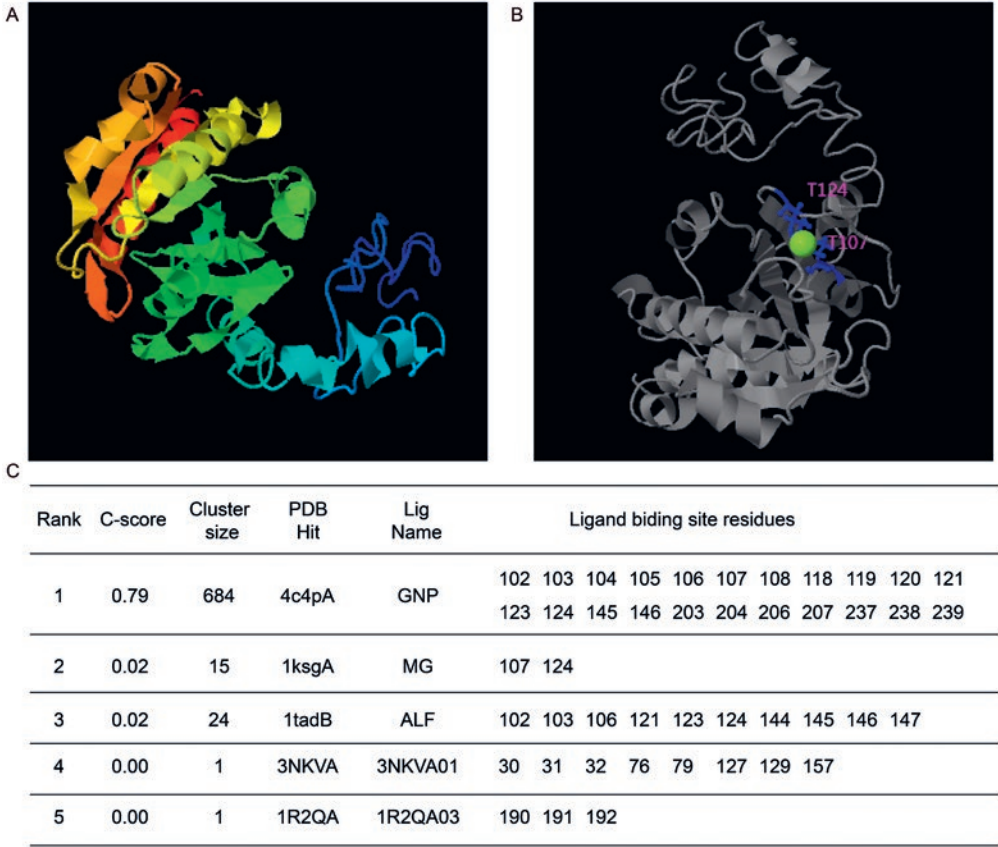 A
B
T124
T107
C
Rank C-score Cluster size PDB Hit Lig Name Ligand biding site residues
1 0.79 684 4c4pA GNP 102 103 104 105 106 107 108 118 119 120 121
123 124 145 146 203 204 206 207 237 238 239
2 0.02 15 1ksgA MG 107 124
3 0.02 24 1tadB ALF 102 103 106 121 123 124 144 145 146 147
4 0.00 1 3NKVA 3NKVA01 30 31 32 76 79 127 129 157
5 0.00 1 1R2QA 1R2QA03 190 191 192